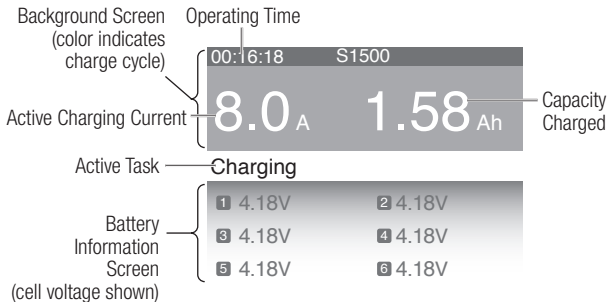 Background Screen
(color indicates
charge cycle)
Operating Time
00:16:18 S1500
Active Charging Current
8.0 A 1.58 Ah
Capacity
Charged
Active Task
Charging
Battery
Information
Screen
(cell voltage shown)
1 4.18V 2 4.18V
3 4.18V 4 4.18V
5 4.18V 6 4.18V